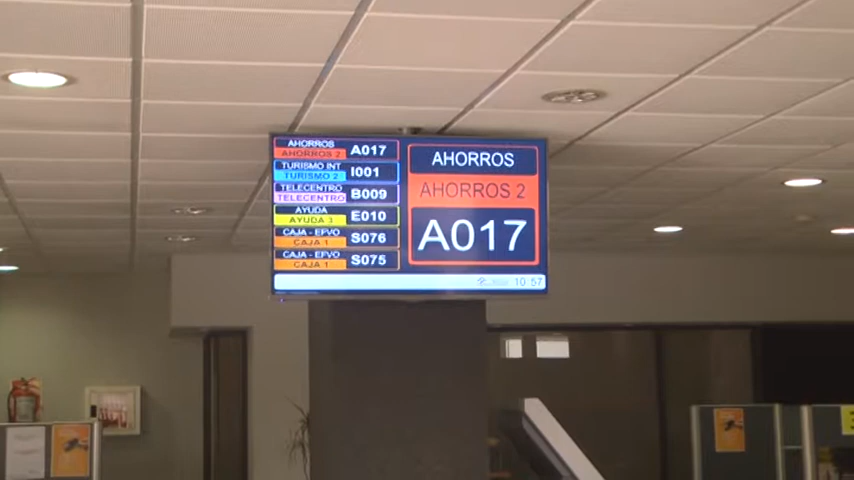 AHORROS
AHORROS 2
A017
TURISMO INT
TURISMO 2
I001
TELECENTRO
TELECENTRO
B009
AYUDA
AYUDA 3
E010
CAJA - EFVO
CAJA 1
S076
CAJA - EFVO
CAJA 1
S075
AHORROS
AHORROS 2
A017
10:57